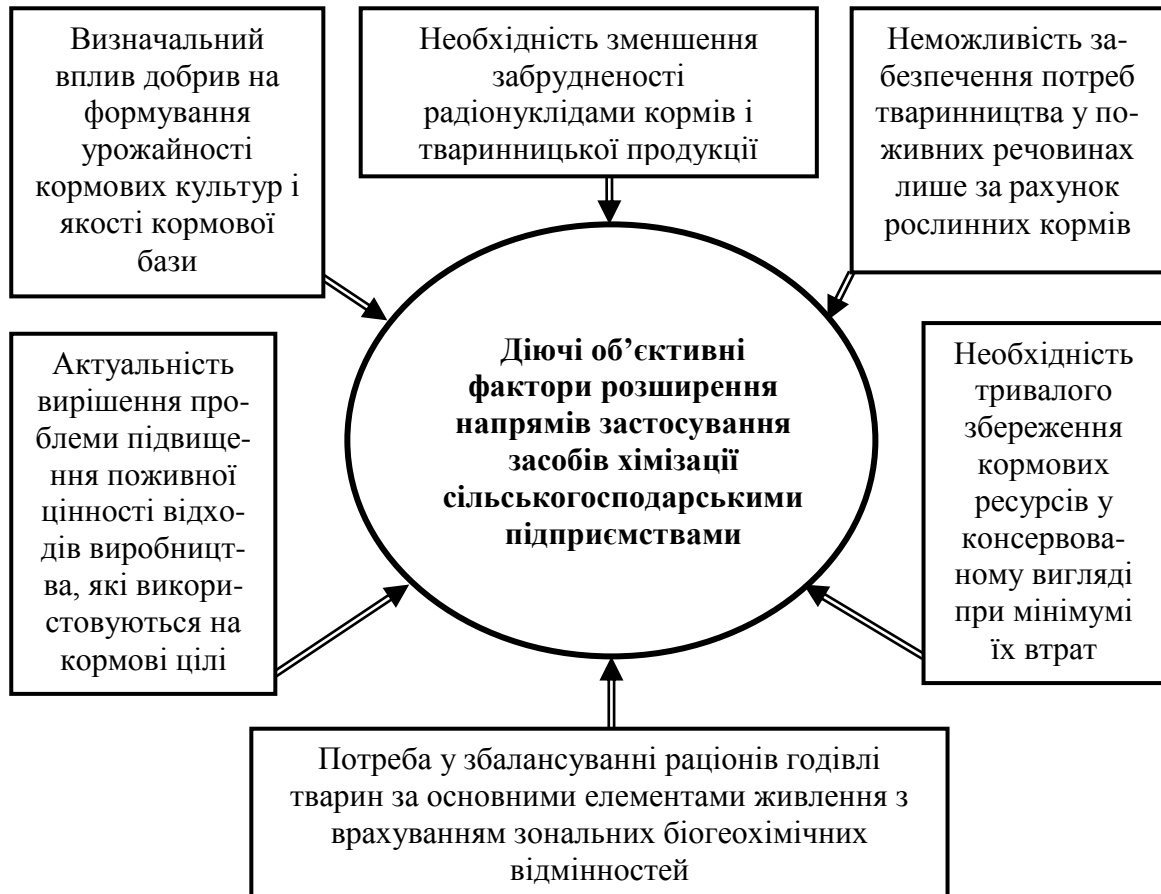 Визначальний
вплив добрив на
формування
урожайності
кормових культур і
якості кормової
бази
Необхідність зменшення
забрудненості
радіонуклідами кормів і
тваринницької продукції
Неможливість за-
безпечення потреб
тваринництва у по-
живних речовинах
лише за рахунок
рослинних кормів
Діючі об’єктивні
фактори розширення
напрямів застосування
засобів хімізації
сільськогосподарськими
підприємствами
Актуальність
вирішення про-
блеми підвище-
ння поживної
цінності відхо-
дів виробницт-
ва, які викори-
стовуються на
кормові цілі
Необхідність
тривалого
збереження
кормових
ресурсів у
консервова-
ному вигляді
при мінімумі
їх втрат
Потреба у збалансуванні раціонів годівлі
тварин за основними елементами живлення з
врахуванням зональних біогеохімічних
відмінностей